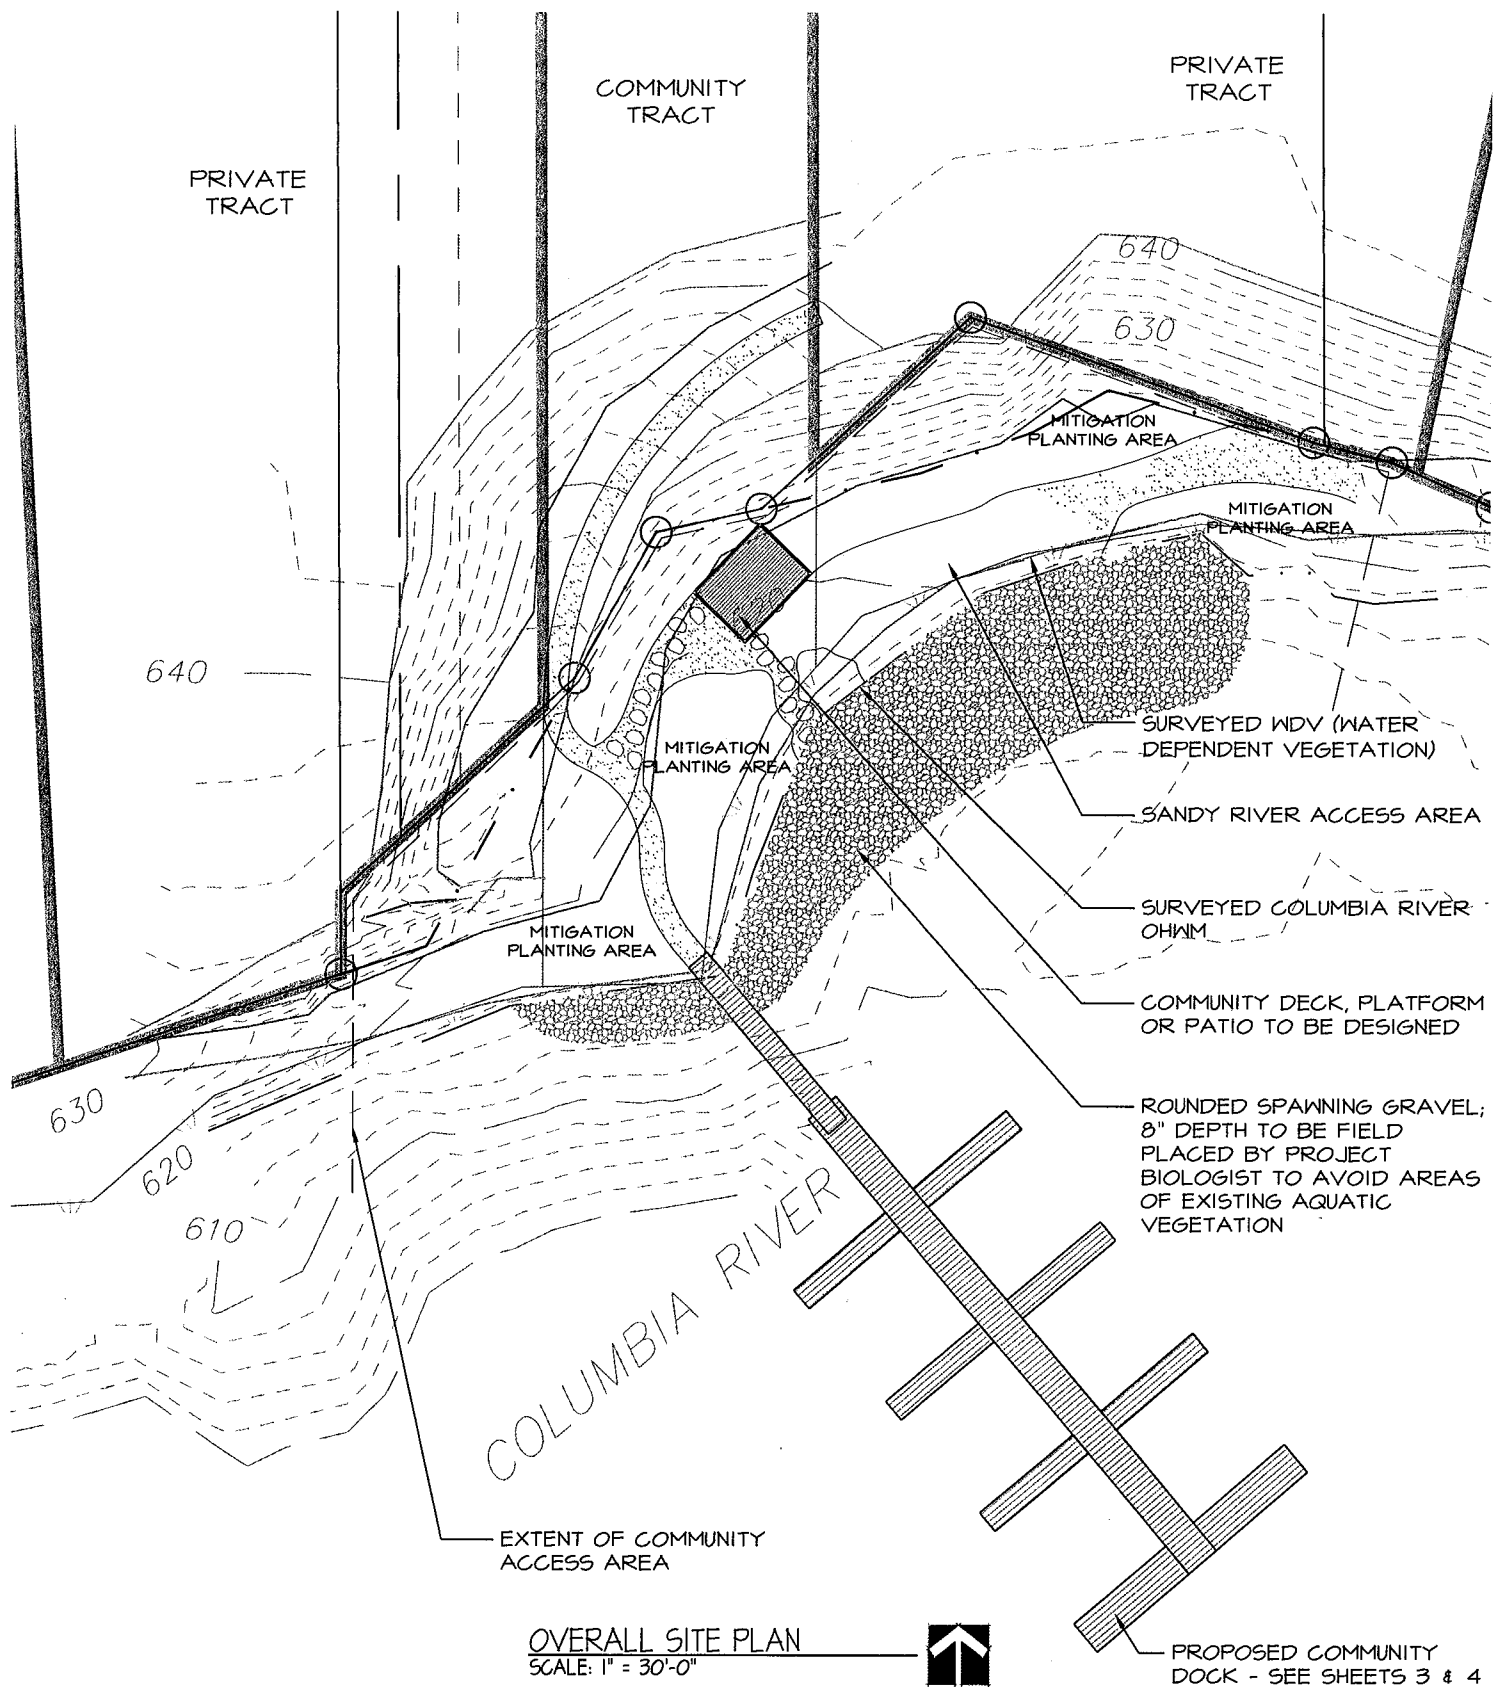 PRIVATE
TRACT
COMMUNITY
TRACT
PRIVATE
TRACT
640
630
MITIGATION
PLANTING AREA
MITIGATION
PLANTING AREA
640
MITIGATION
PLANTING AREA
SURVEYED WDV (WATER
DEPENDENT VEGETATION)
SANDY RIVER ACCESS AREA
SURVEYED COLUMBIA RIVER
OHWM
MITIGATION
PLANTING AREA
COMMUNITY DECK, PLATFORM
OR PATIO TO BE DESIGNED
630
620
610
ROUNDED SPAWNING GRAVEL;
8" DEPTH TO BE FIELD
PLACED BY PROJECT
BIOLOGIST TO AVOID AREAS
OF EXISTING AQUATIC
VEGETATION
COLUMBIA RIVER
EXTENT OF COMMUNITY
ACCESS AREA
OVERALL SITE PLAN
SCALE: 1" = 30'-0"
PROPOSED COMMUNITY
DOCK - SEE SHEETS 3 & 4